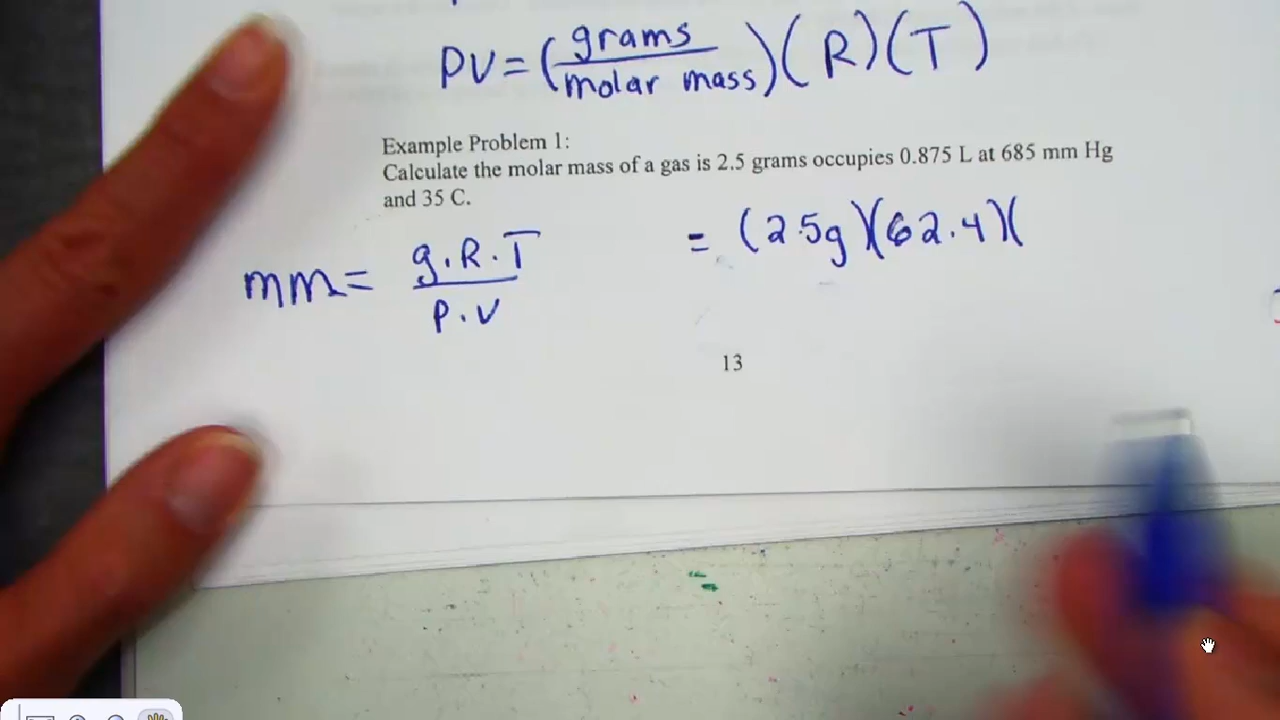 PV = (grams / molar mass) (R)(T)
Example Problem 1:
Calculate the molar mass of a gas is 2.5 grams occupies 0.875 L at 685 mm Hg
and 35 C.
mm = g.R.T / P.V = (2.5g)(62.4)(
13